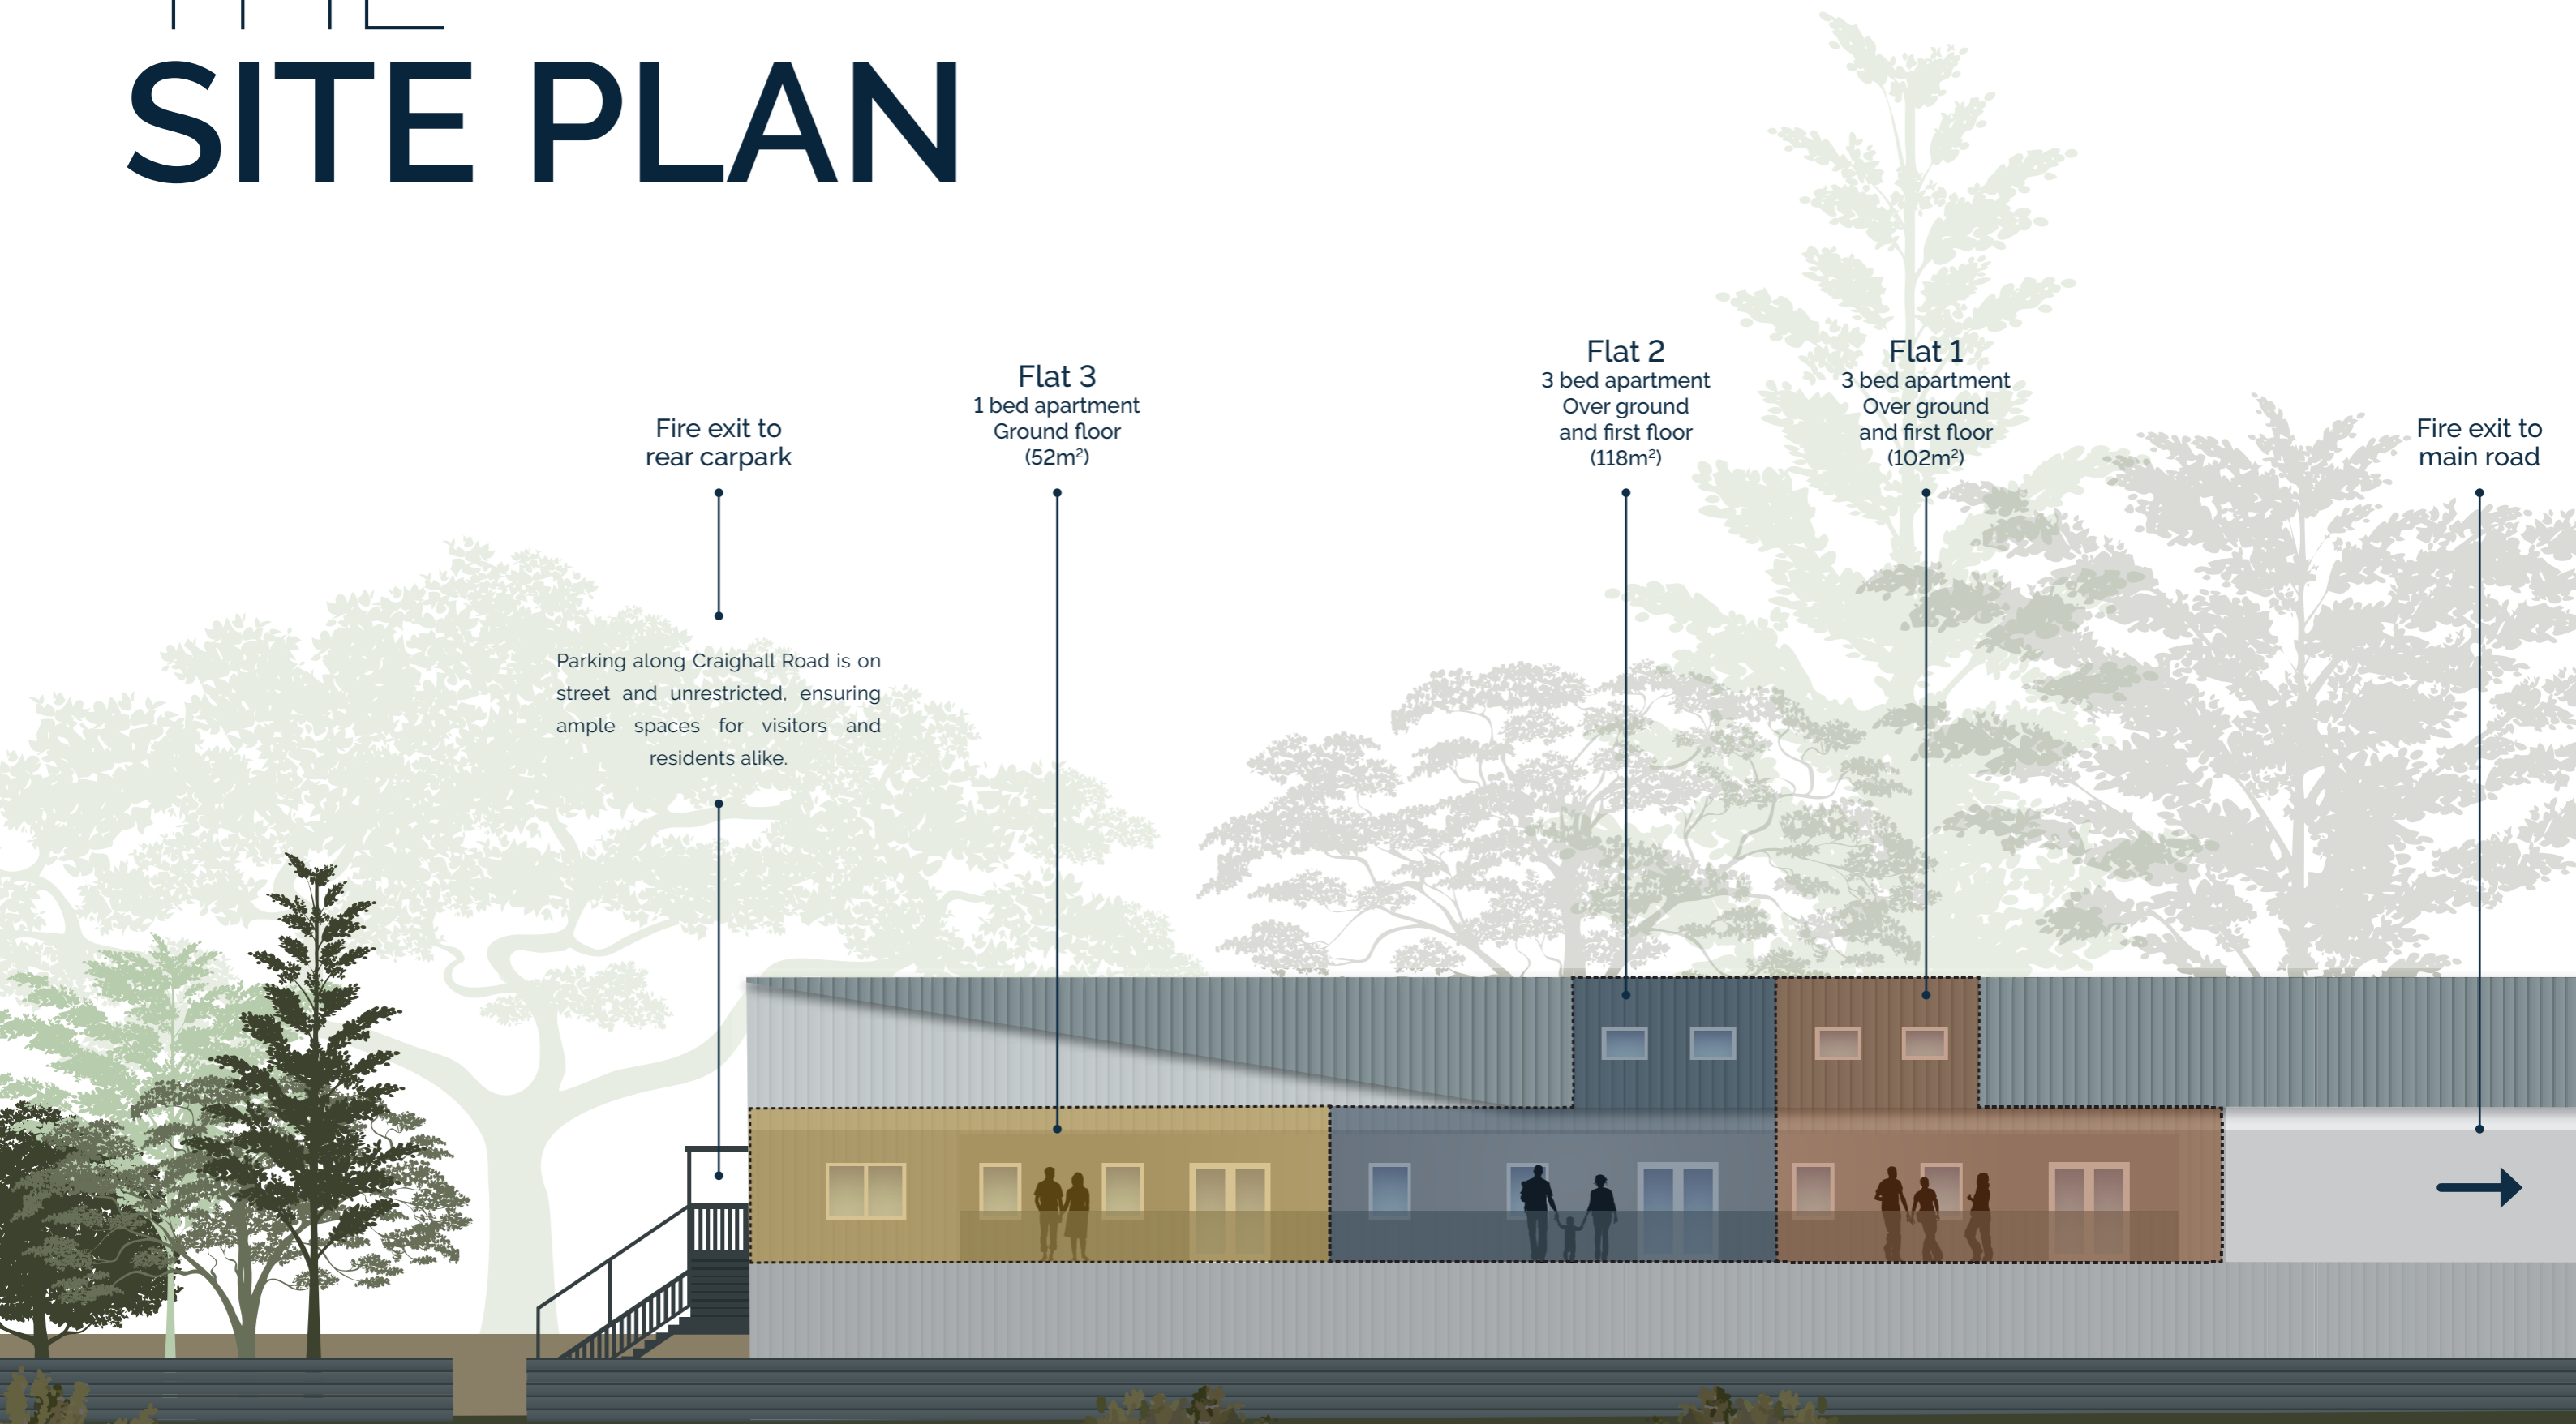 SITE PLAN
Flat 2
3 bed apartment
Over ground
and first floor
(118m²)
Flat 1
3 bed apartment
Over ground
and first floor
(102m²)
Flat 3
1 bed apartment
Ground floor
(52m²)
Fire exit to
rear carpark
Fire exit to
main road
Parking along Craighall Road is on
street and unrestricted, ensuring
ample spaces for visitors and
residents alike.